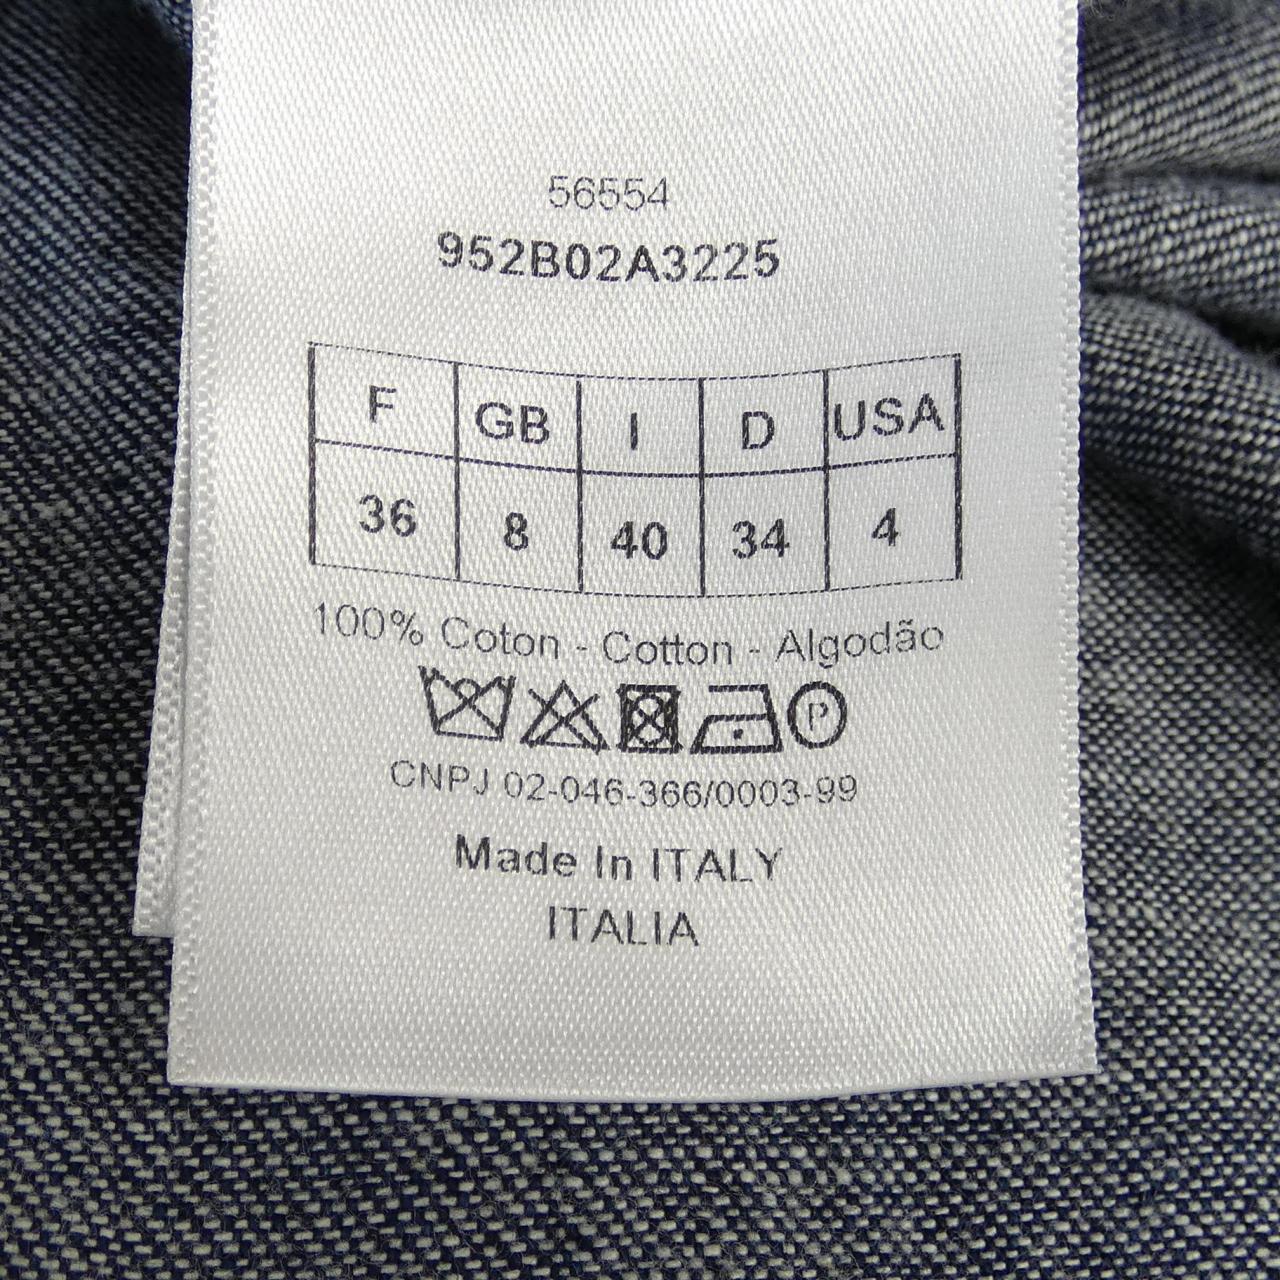 56554
952B02A3225
F GB I D USA
36 8 40 34 4
100% Coton - Cotton - Algodão
P
CNPJ 02-046-366/0003-99
Made In ITALY
ITALIA